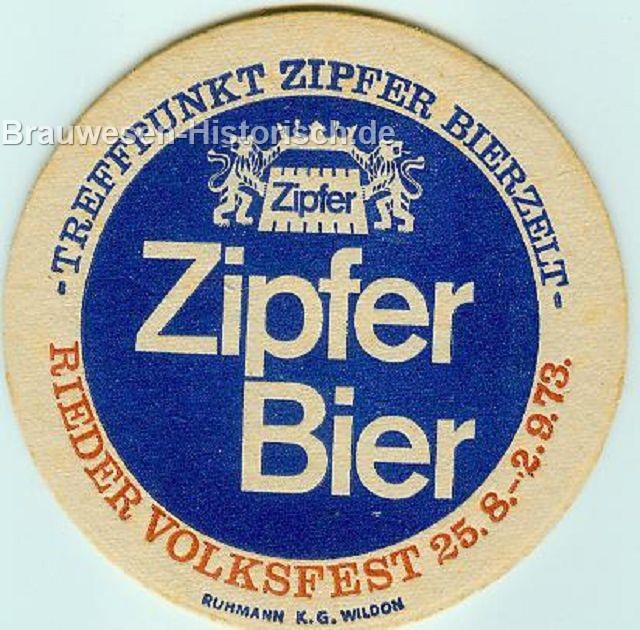 -TREFFPUNKT ZIPFER BIERZELT-
Brauwesen-Historisch.de
Zipfer
Zipfer
Bier
RIEDER VOLKSFEST 25.8.-2.9.73.
RUHMANN K.G. WILDON